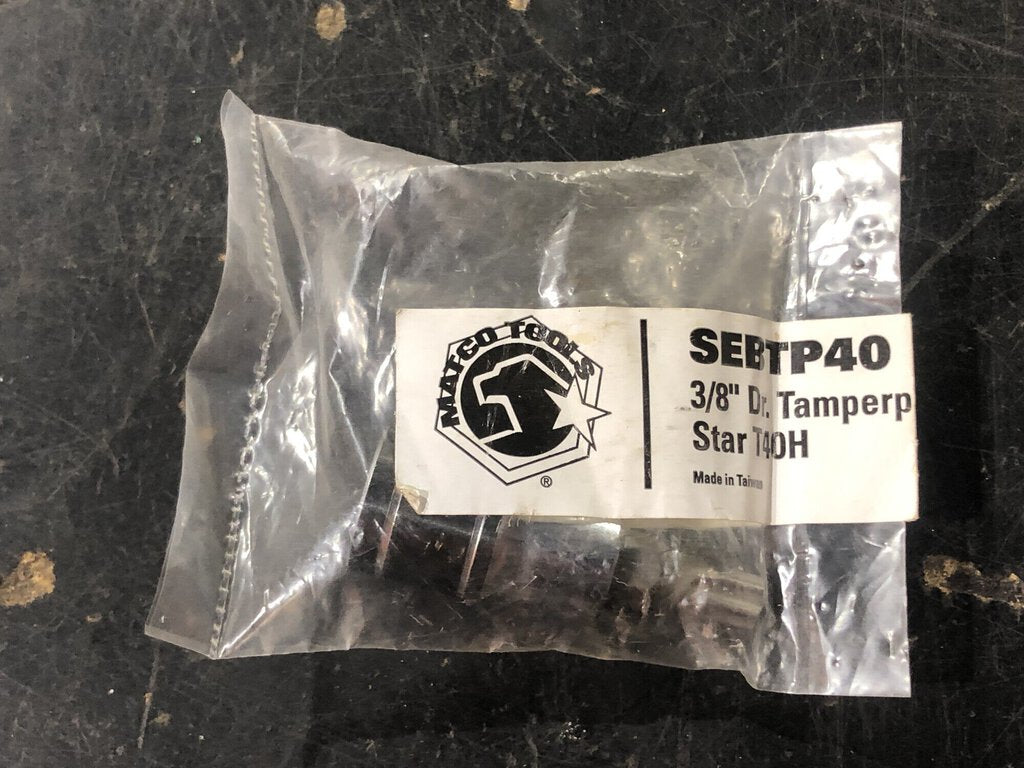 MATCO TOOLS
®
SEBTP40
3/8" Dr. Tamperp
Star T40H
Made in Taiwan